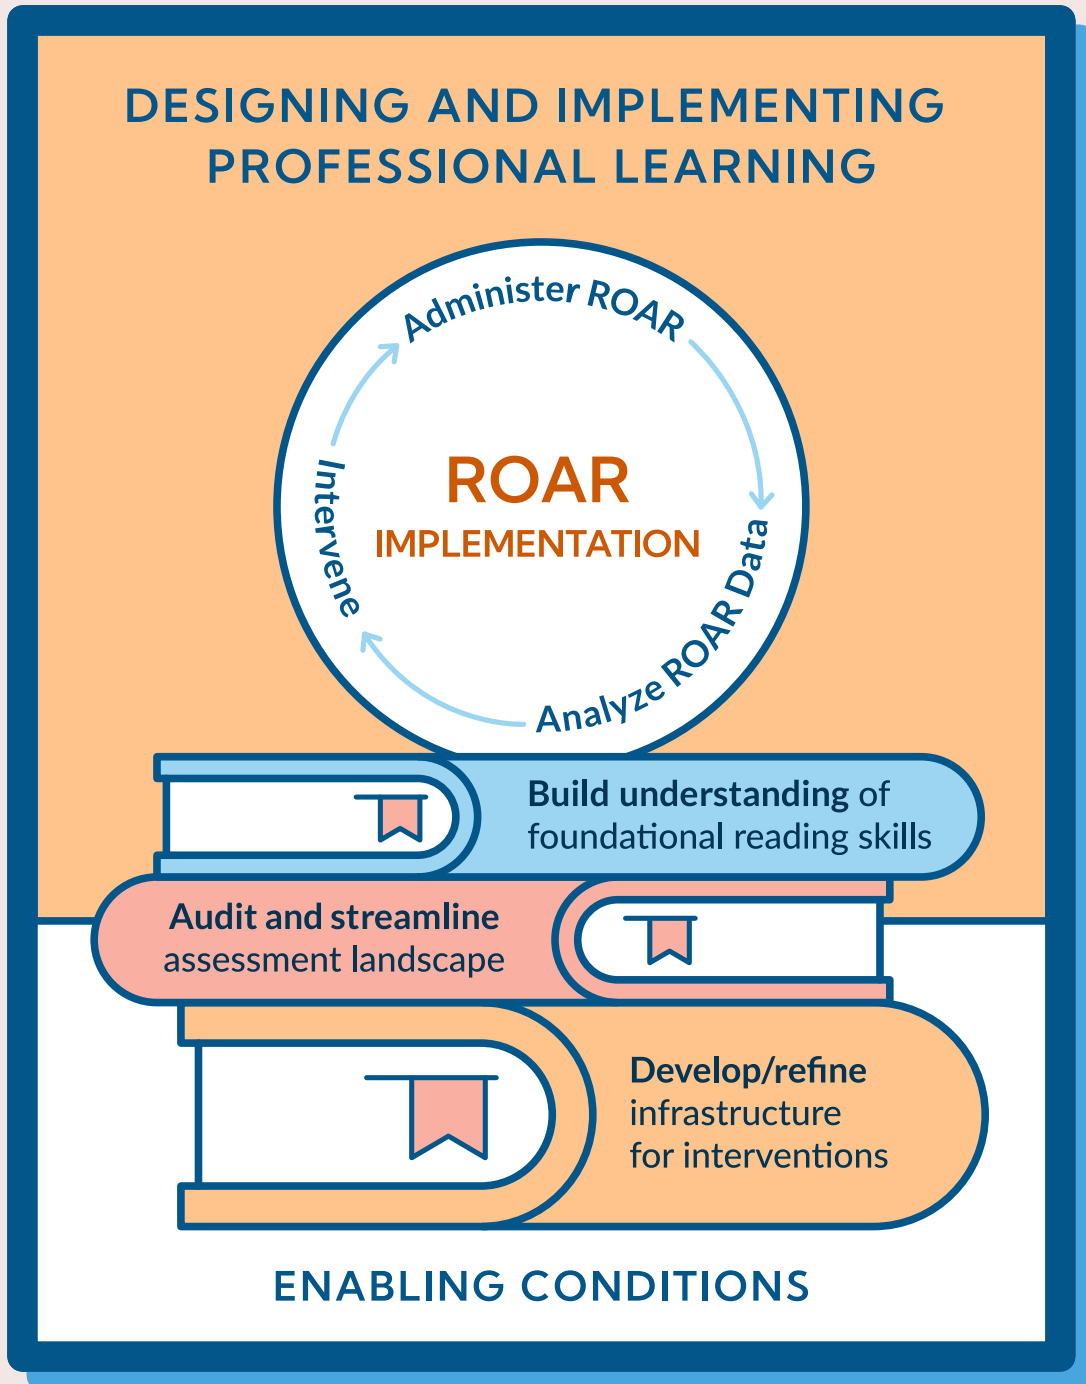 DESIGNING AND IMPLEMENTING
PROFESSIONAL LEARNING
Administer ROAR
Analyze ROAR Data
Intervene
ROAR
IMPLEMENTATION
Build understanding of
foundational reading skills
Audit and streamline
assessment landscape
Develop/refine
infrastructure
for interventions
ENABLING CONDITIONS